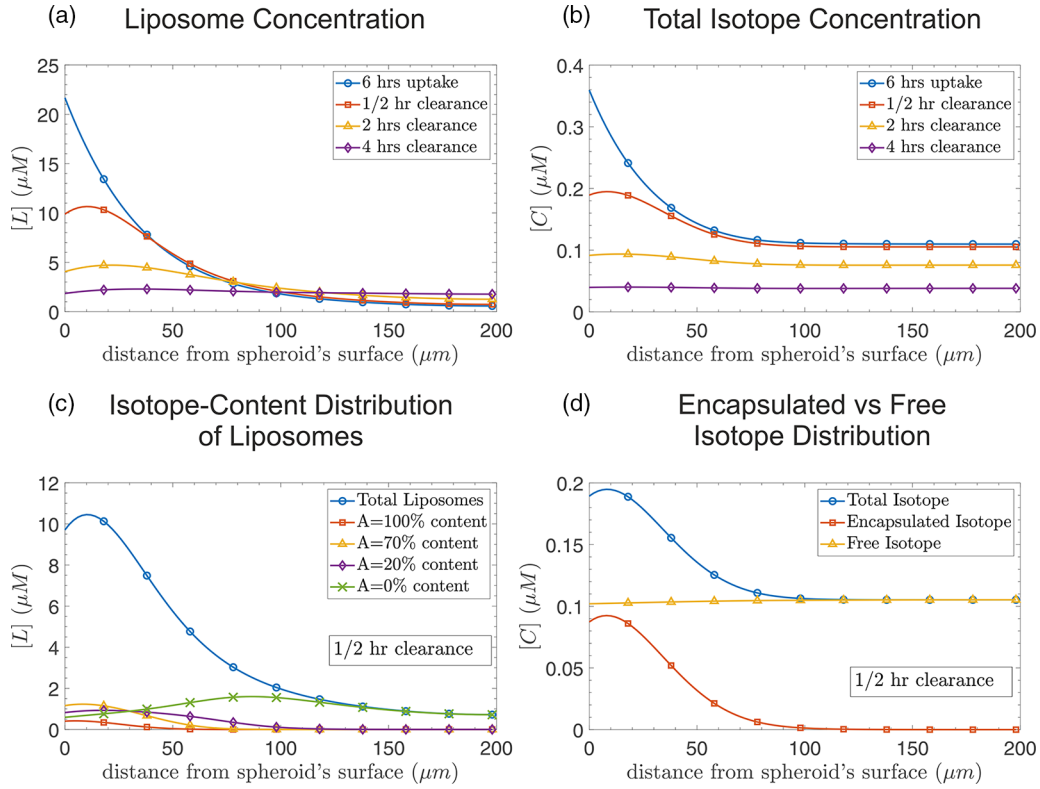 (a)
Liposome Concentration
25
20
15
10
5
0
[L] (μM)
6 hrs uptake
1/2 hr clearance
2 hrs clearance
4 hrs clearance
0 50 100 150 200
distance from spheroid's surface (μm)
(b)
Total Isotope Concentration
0.4
0.3
0.2
0.1
0
[C] (μM)
6 hrs uptake
1/2 hr clearance
2 hrs clearance
4 hrs clearance
0 50 100 150 200
distance from spheroid's surface (μm)
(c)
Isotope-Content Distribution
of Liposomes
12
10
8
6
4
2
0
[L] (μM)
Total Liposomes
A=100% content
A=70% content
A=20% content
A=0% content
1/2 hr clearance
0 50 100 150 200
distance from spheroid's surface (μm)
(d)
Encapsulated vs Free
Isotope Distribution
0.2
0.15
0.1
0.05
0
[C] (μM)
Total Isotope
Encapsulated Isotope
Free Isotope
1/2 hr clearance
0 50 100 150 200
distance from spheroid's surface (μm)